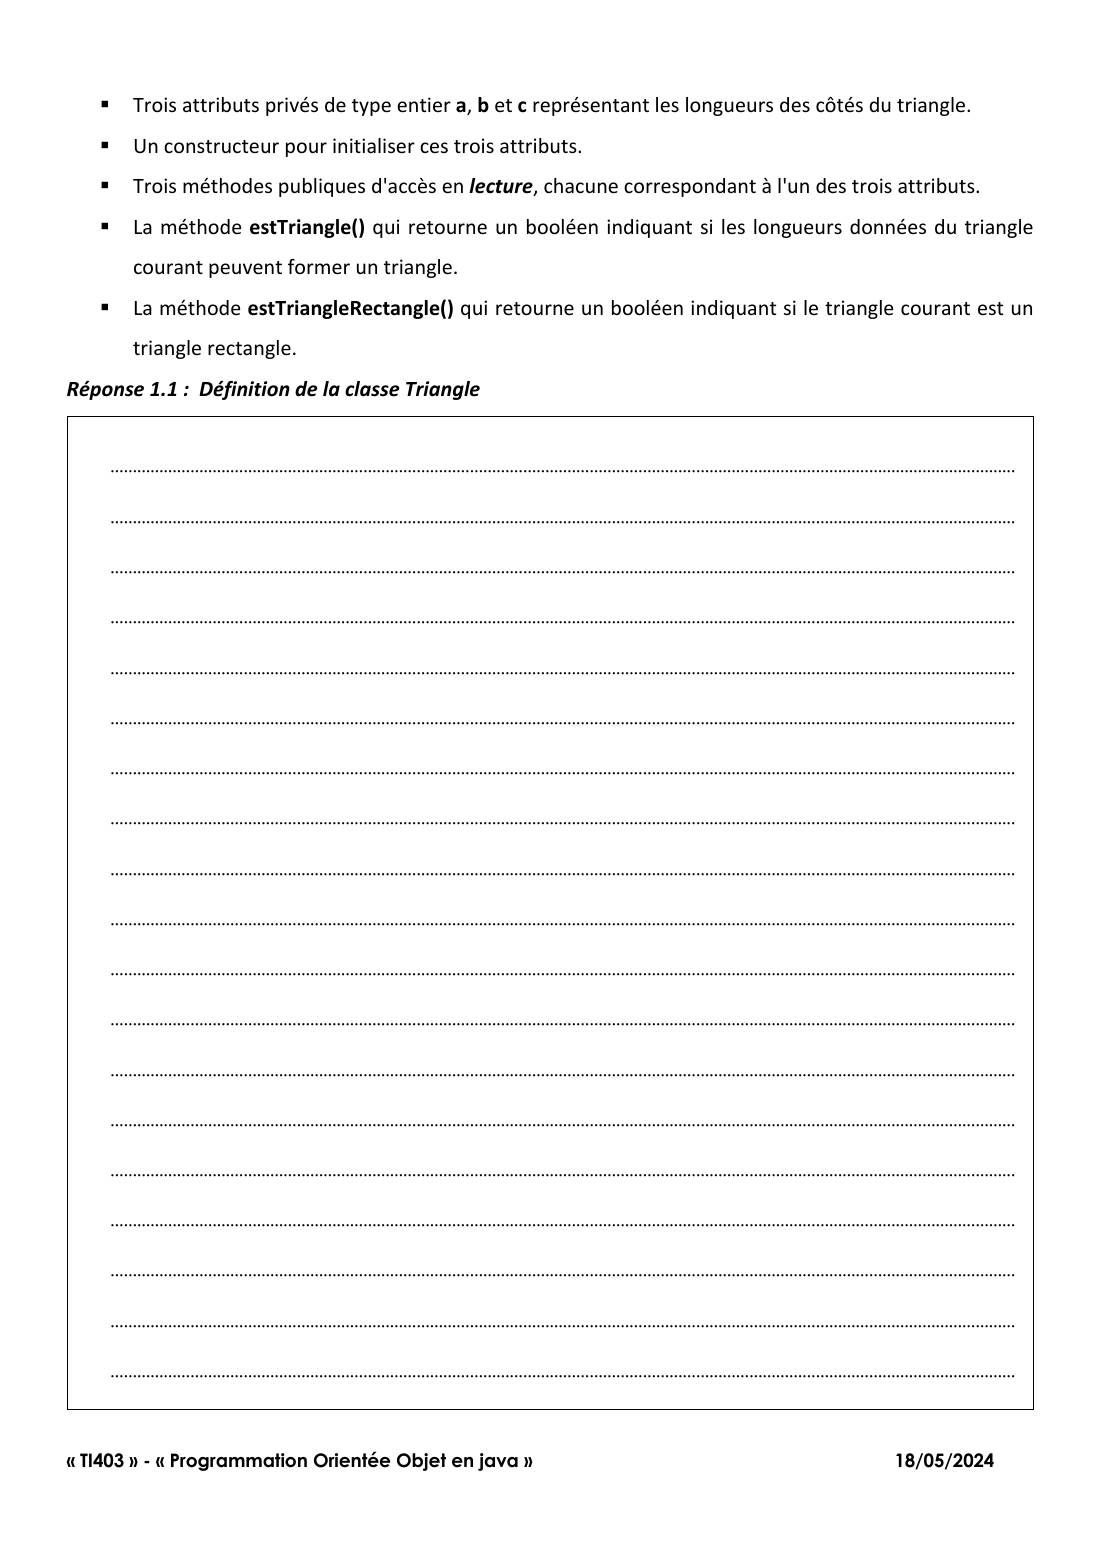 ▪ Trois attributs privés de type entier a, b et c représentant les longueurs des côtés du triangle.
▪ Un constructeur pour initialiser ces trois attributs.
▪ Trois méthodes publiques d'accès en lecture, chacune correspondant à l'un des trois attributs.
▪ La méthode estTriangle() qui retourne un booléen indiquant si les longueurs données du triangle
courant peuvent former un triangle.
▪ La méthode estTriangleRectangle() qui retourne un booléen indiquant si le triangle courant est un
triangle rectangle.
Réponse 1.1 : Définition de la classe Triangle
« TI403 » - « Programmation Orientée Objet en java » 18/05/2024